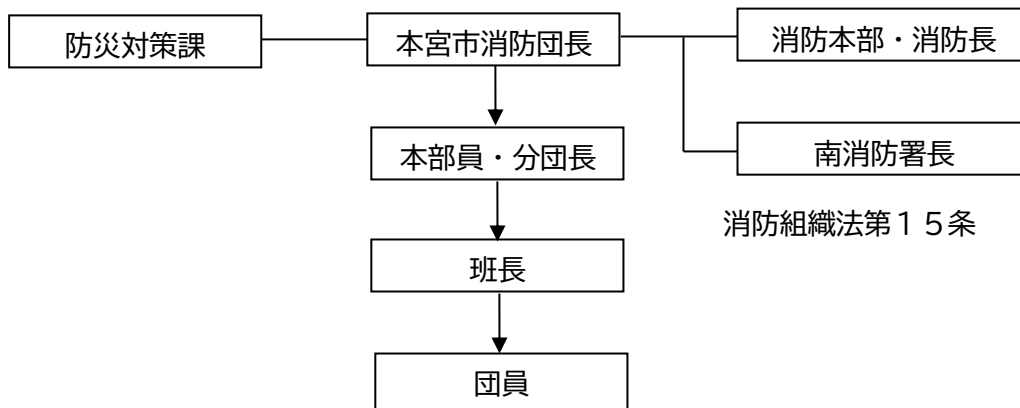 防災対策課
本宮市消防団長
消防本部・消防長
本部員・分団長
南消防署長
消防組織法第１５条
班長
団員